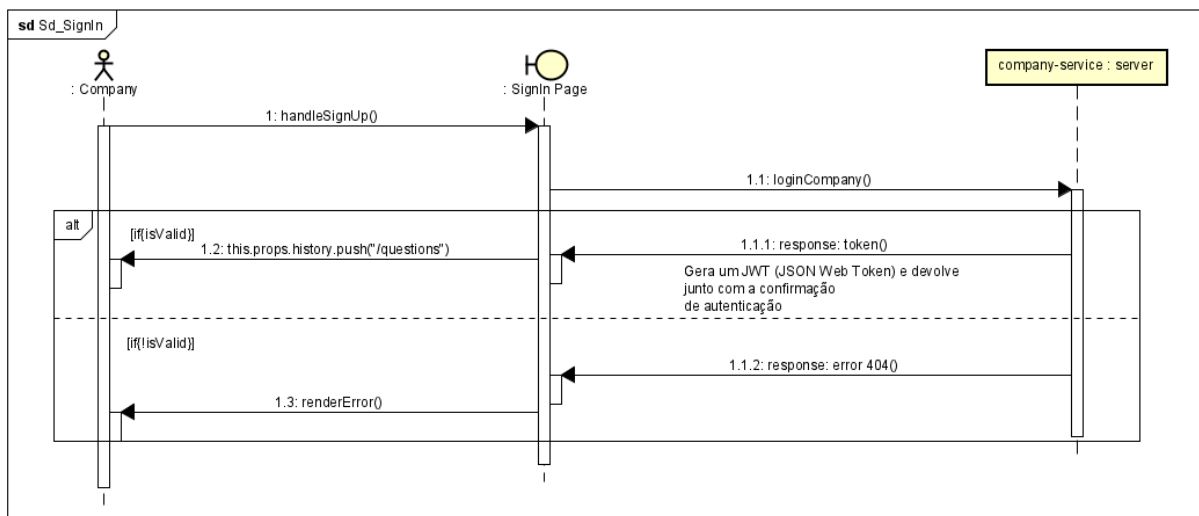 sd Sd_SignIn
: Company
: SignIn Page
company-service : server
1: handleSignUp()
1.1: loginCompany()
alt
[if{isValid}]
1.2: this.props.history.push("/questions")
1.1.1: response: token()
Gera um JWT (JSON Web Token) e devolve
junto com a confirmação
de autenticação
[if{!isValid}]
1.1.2: response: error 404()
1.3: renderError()